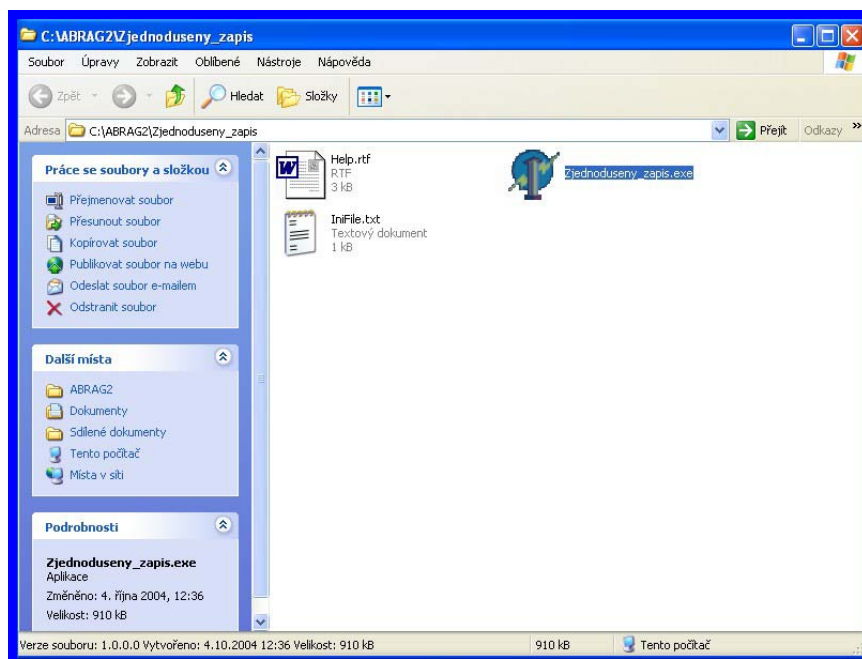 C:\ABRAG2\Zjednoduseny_zapis
Soubor Úpravy Zobrazit Oblíbené Nástroje Nápověda
Zpět Hledat Složky
Adresa C:\ABRAG2\Zjednoduseny_zapis Přejít Odkazy »
Práce se soubory a složkou
Přejmenovat soubor
Přesunout soubor
Kopírovat soubor
Publikovat soubor na webu
Odeslat soubor e-mailem
Odstranit soubor
Další místa
ABRAG2
Dokumenty
Sdílené dokumenty
Tento počítač
Místa v síti
Podrobnosti
Zjednoduseny_zapis.exe
Aplikace
Změněno: 4. října 2004, 12:36
Velikost: 910 kB
Help.rtf
RTF
3 kB
Zjednoduseny_zapis.exe
IniFile.txt
Textový dokument
1 kB
Verze souboru: 1.0.0.0 Vytvořeno: 4.10.2004 12:36 Velikost: 910 kB 910 kB Tento počítač